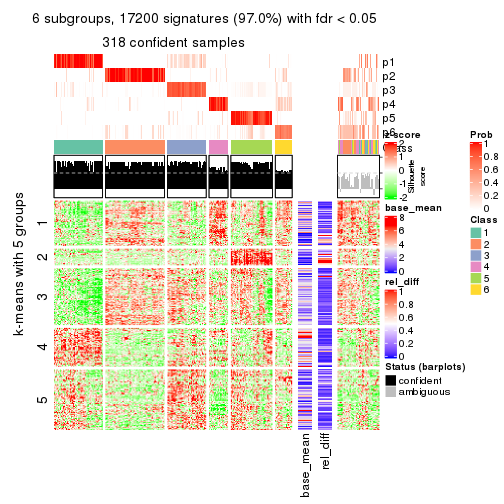 6 subgroups, 17200 signatures (97.0%) with fdr < 0.05
318 confident samples
p1
p2
p3
p4
p5
p6
Class
Silhouette
score
k-means with 5 groups
1
2
3
4
5
base_mean
rel_diff
z-score
2
1
0
-1
-2
base_mean
8
6
4
2
0
rel_diff
1
0.8
0.6
0.4
0.2
0
Status (barplots)
confident
ambiguous
Prob
1
0.8
0.6
0.4
0.2
0
Class
1
2
3
4
5
6